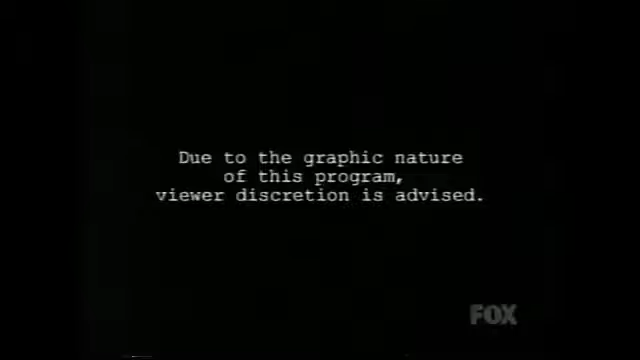 Due to the graphic nature
of this program,
viewer discretion is advised.
FOX